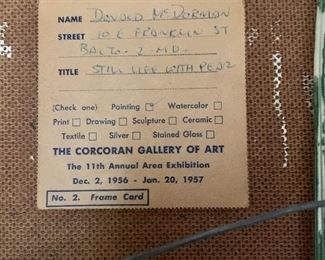 NAME Donald McDorman
STREET 10 E FRANKLIN ST
BALTO-2-MD.
TITLE STILL LIFE WITH PEAR
(Check one) Painting ☑ Watercolor ☐
Print ☐ Drawing ☐ Sculpture ☐ Ceramic ☐
Textile ☐ Silver ☐ Stained Glass ☐
THE CORCORAN GALLERY OF ART
The 11th Annual Area Exhibition
Dec. 2, 1956 - Jan. 20, 1957
No. 2. Frame Card